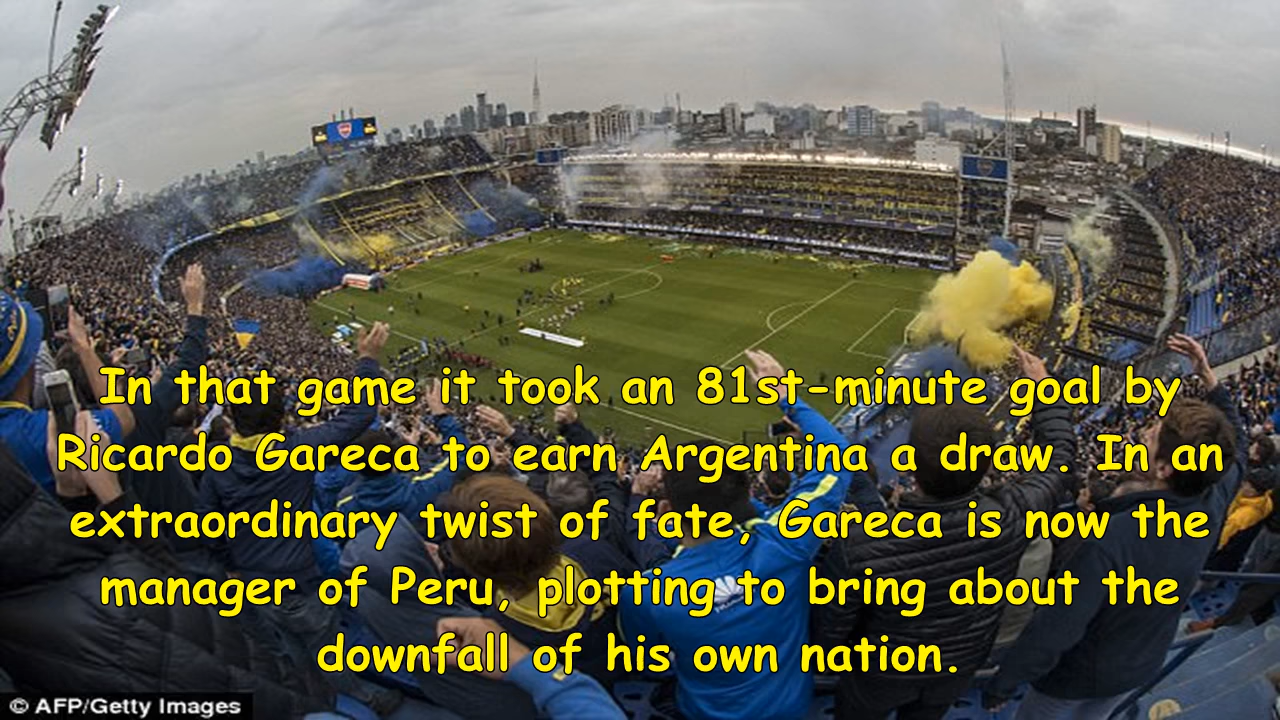 In that game it took an 81st-minute goal by
Ricardo Gareca to earn Argentina a draw. In an
extraordinary twist of fate, Gareca is now the
manager of Peru, plotting to bring about the
downfall of his own nation.
© AFP/Getty Images